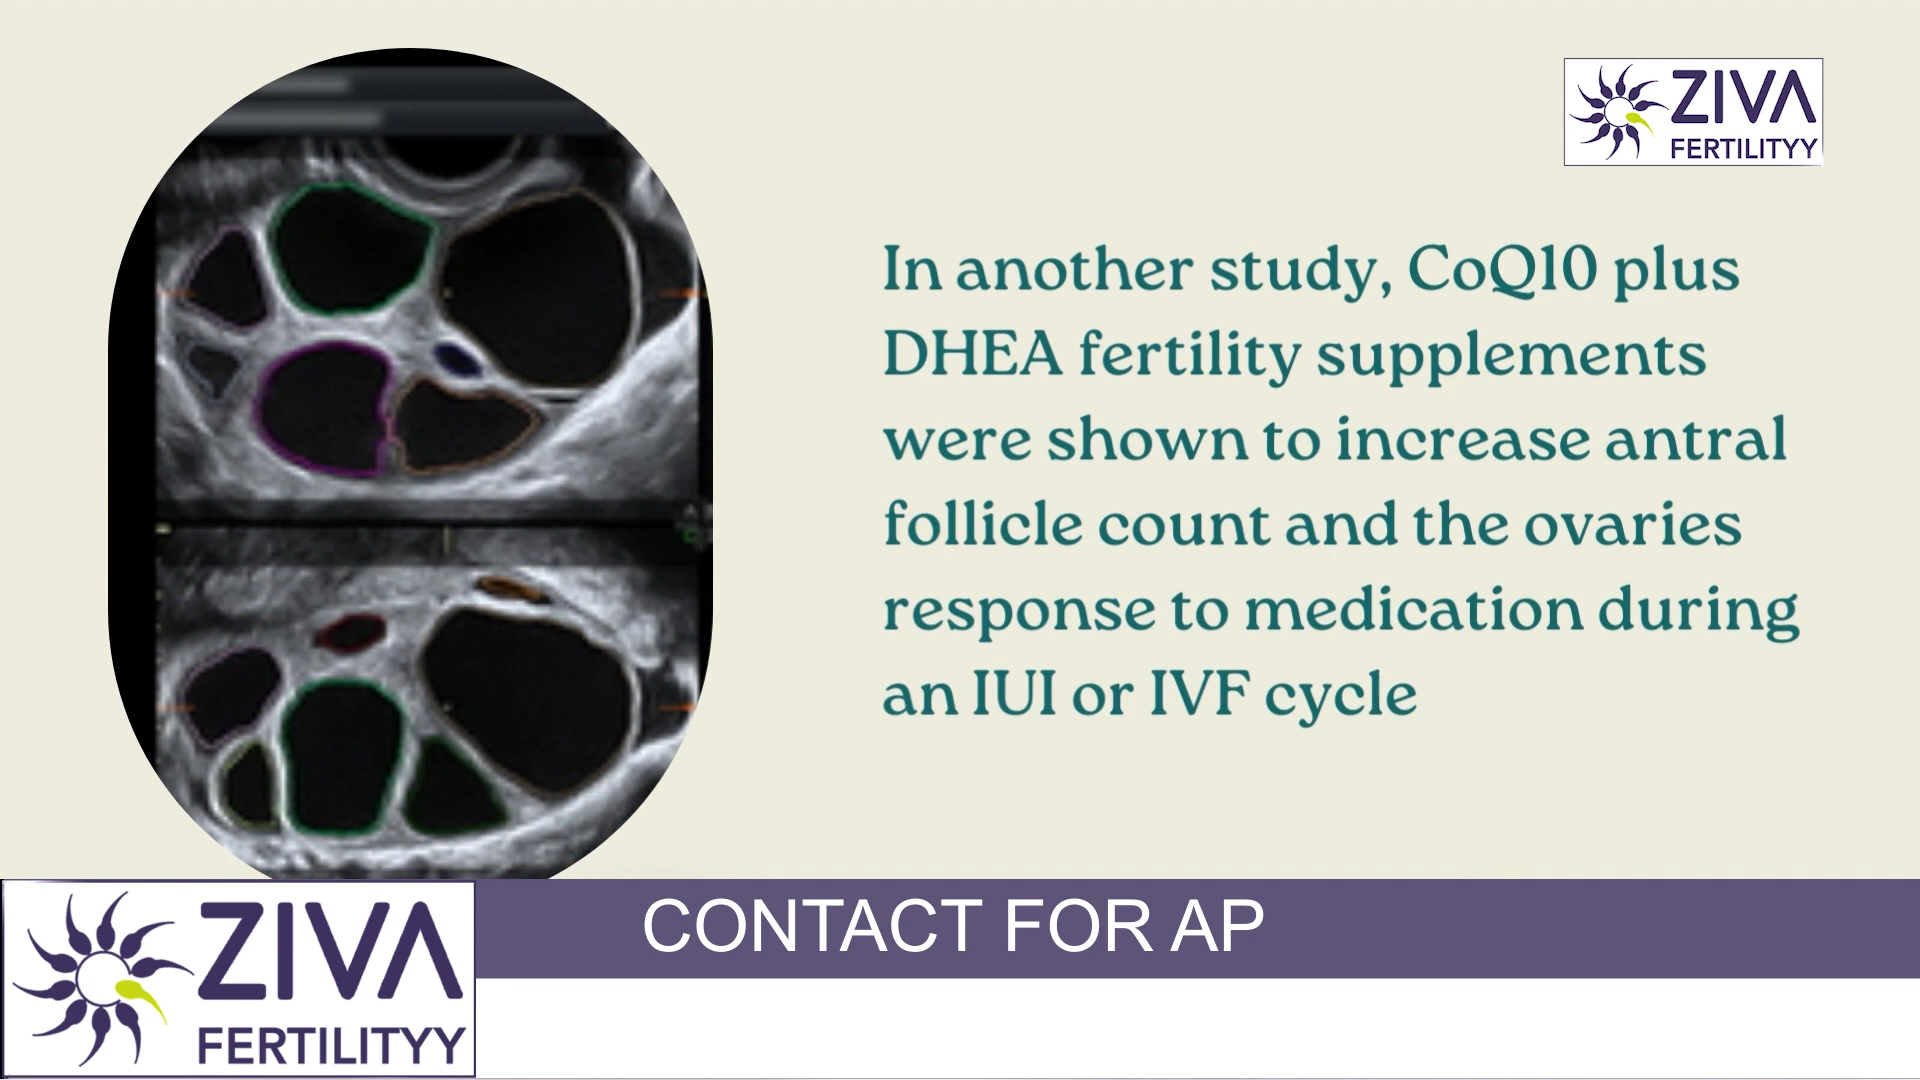 ZIVA
FERTILITYY
In another study, CoQ10 plus
DHEA fertility supplements
were shown to increase antral
follicle count and the ovaries
response to medication during
an IUI or IVF cycle
CONTACT FOR AP
ZIVA
FERTILITYY